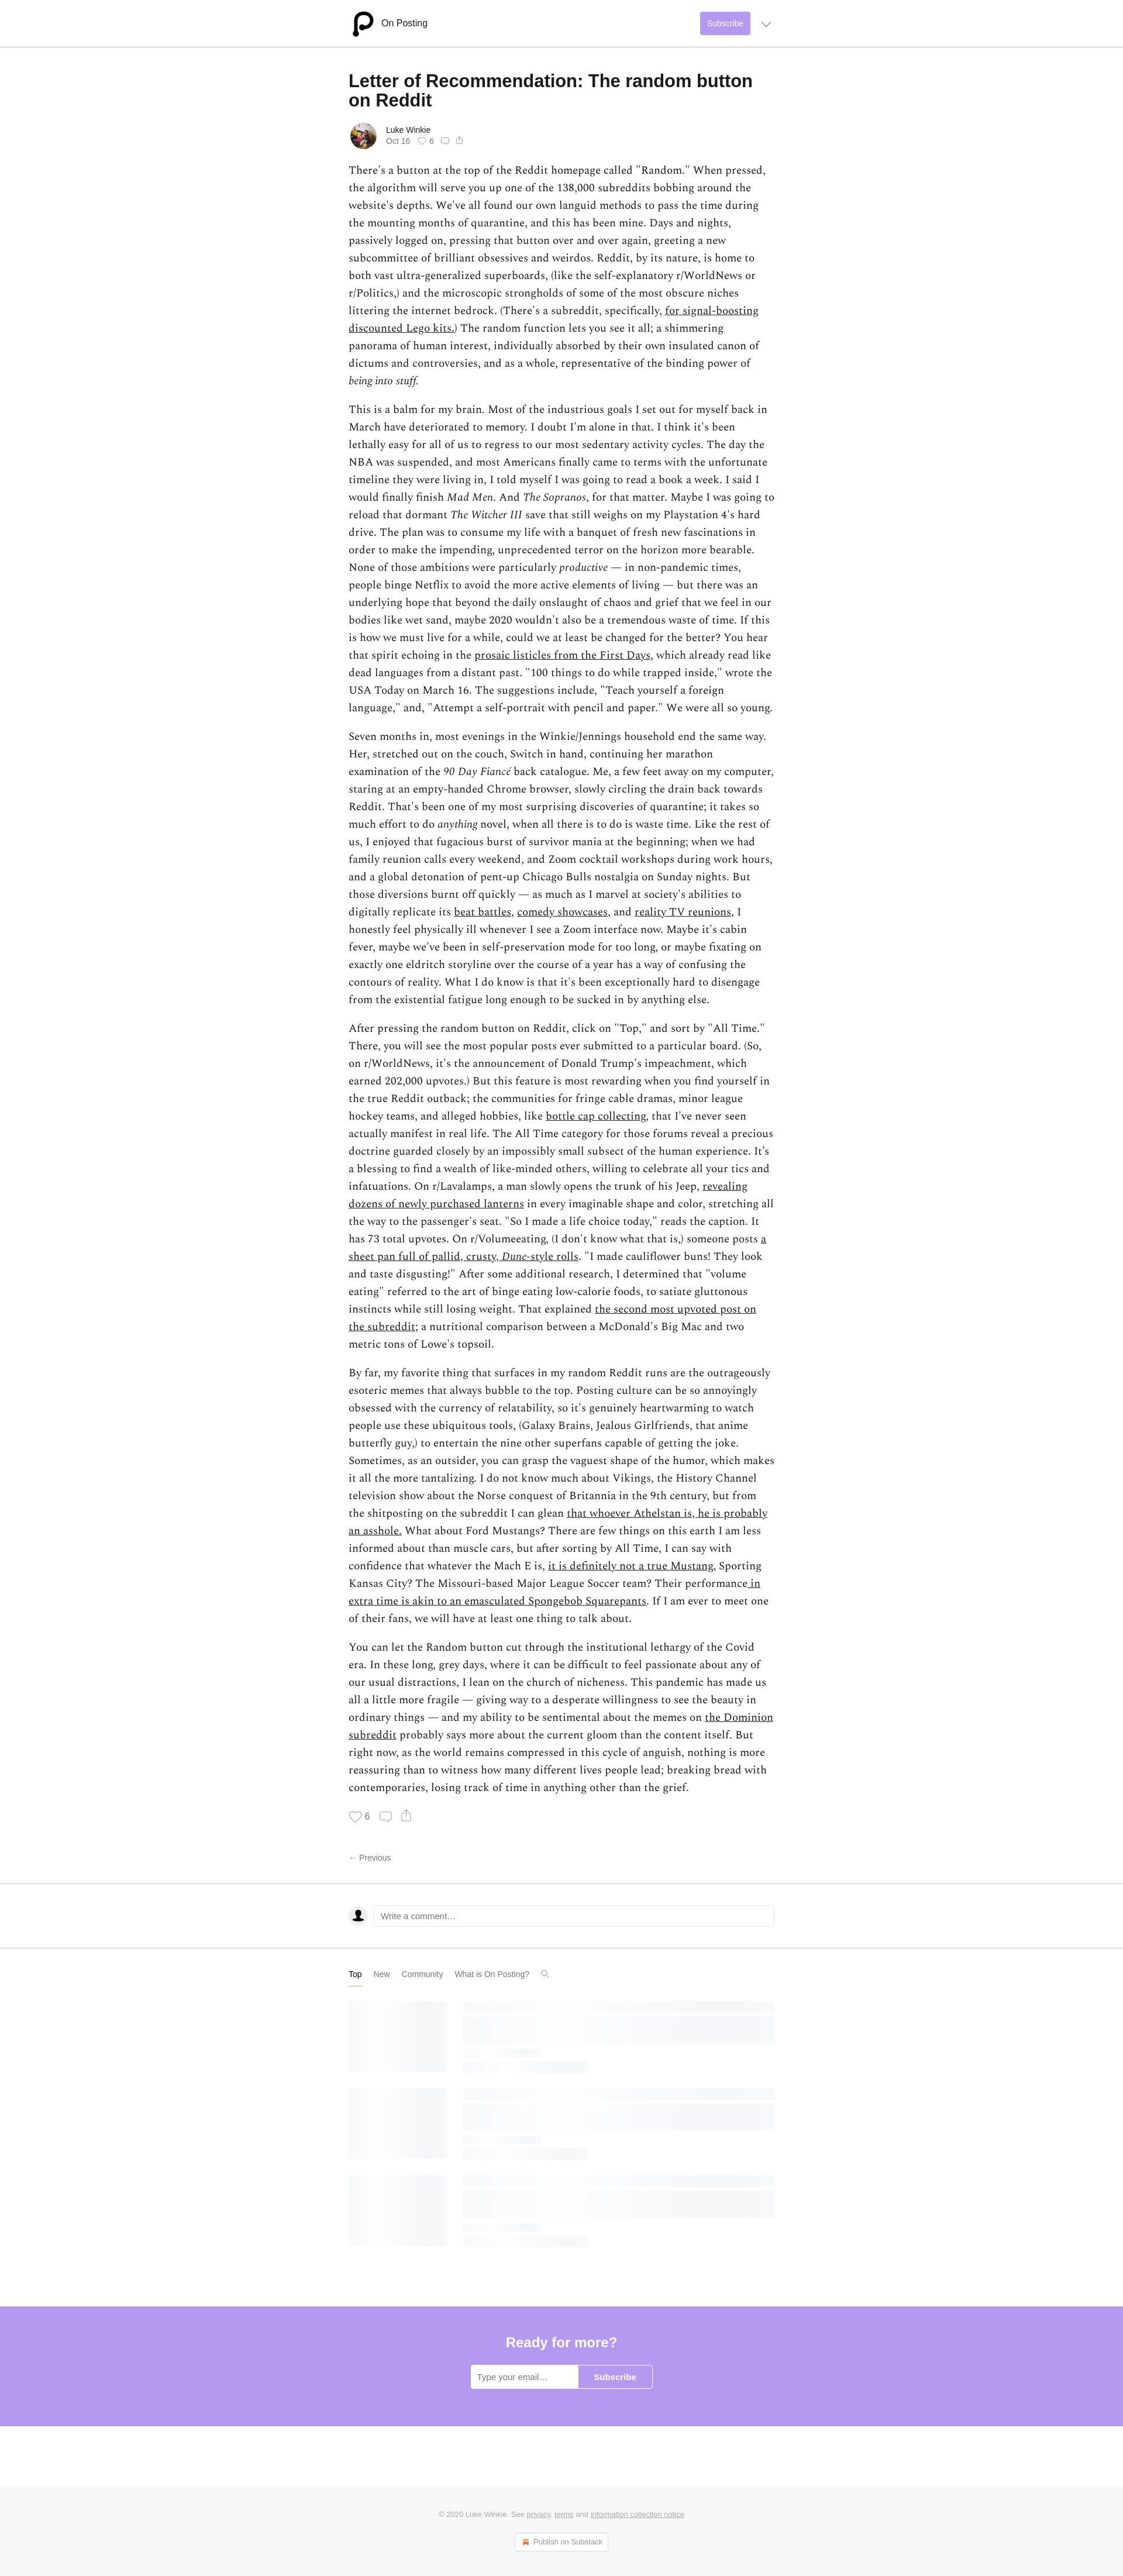 On Posting
Subscribe
Letter of Recommendation: The random button
on Reddit
Luke Winkie
Oct 16 6
There's a button at the top of the Reddit homepage called "Random." When pressed,
the algorithm will serve you up one of the 138,000 subreddits bobbing around the
website's depths. We've all found our own languid methods to pass the time during
the mounting months of quarantine, and this has been mine. Days and nights,
passively logged on, pressing that button over and over again, greeting a new
subcommittee of brilliant obsessives and weirdos. Reddit, by its nature, is home to
both vast ultra-generalized superboards, (like the self-explanatory r/WorldNews or
r/Politics,) and the microscopic strongholds of some of the most obscure niches
littering the internet bedrock. (There's a subreddit, specifically, for signal-boosting
discounted Lego kits.) The random function lets you see it all; a shimmering
panorama of human interest, individually absorbed by their own insulated canon of
dictums and controversies, and as a whole, representative of the binding power of
being into stuff.
This is a balm for my brain. Most of the industrious goals I set out for myself back in
March have deteriorated to memory. I doubt I'm alone in that. I think it's been
lethally easy for all of us to regress to our most sedentary activity cycles. The day the
NBA was suspended, and most Americans finally came to terms with the unfortunate
timeline they were living in, I told myself I was going to read a book a week. I said I
would finally finish Mad Men. And The Sopranos, for that matter. Maybe I was going to
reload that dormant The Witcher III save that still weighs on my Playstation 4's hard
drive. The plan was to consume my life with a banquet of fresh new fascinations in
order to make the impending, unprecedented terror on the horizon more bearable.
None of those ambitions were particularly productive — in non-pandemic times,
people binge Netflix to avoid the more active elements of living — but there was an
underlying hope that beyond the daily onslaught of chaos and grief that we feel in our
bodies like wet sand, maybe 2020 wouldn't also be a tremendous waste of time. If this
is how we must live for a while, could we at least be changed for the better? You hear
that spirit echoing in the prosaic listicles from the First Days, which already read like
dead languages from a distant past. "100 things to do while trapped inside," wrote the
USA Today on March 16. The suggestions include, "Teach yourself a foreign
language," and, "Attempt a self-portrait with pencil and paper." We were all so young.
Seven months in, most evenings in the Winkie/Jennings household end the same way.
Her, stretched out on the couch, Switch in hand, continuing her marathon
examination of the 90 Day Fiancé back catalogue. Me, a few feet away on my computer,
staring at an empty-handed Chrome browser, slowly circling the drain back towards
Reddit. That's been one of my most surprising discoveries of quarantine; it takes so
much effort to do anything novel, when all there is to do is waste time. Like the rest of
us, I enjoyed that fugacious burst of survivor mania at the beginning; when we had
family reunion calls every weekend, and Zoom cocktail workshops during work hours,
and a global detonation of pent-up Chicago Bulls nostalgia on Sunday nights. But
those diversions burnt off quickly — as much as I marvel at society's abilities to
digitally replicate its beat battles, comedy showcases, and reality TV reunions, I
honestly feel physically ill whenever I see a Zoom interface now. Maybe it's cabin
fever, maybe we've been in self-preservation mode for too long, or maybe fixating on
exactly one eldritch storyline over the course of a year has a way of confusing the
contours of reality. What I do know is that it's been exceptionally hard to disengage
from the existential fatigue long enough to be sucked in by anything else.
After pressing the random button on Reddit, click on "Top," and sort by "All Time."
There, you will see the most popular posts ever submitted to a particular board. (So,
on r/WorldNews, it's the announcement of Donald Trump's impeachment, which
earned 202,000 upvotes.) But this feature is most rewarding when you find yourself in
the true Reddit outback; the communities for fringe cable dramas, minor league
hockey teams, and alleged hobbies, like bottle cap collecting, that I've never seen
actually manifest in real life. The All Time category for those forums reveal a precious
doctrine guarded closely by an impossibly small subsect of the human experience. It’s
a blessing to find a wealth of like-minded others, willing to celebrate all your tics and
infatuations. On r/Lavalamps, a man slowly opens the trunk of his Jeep, revealing
dozens of newly purchased lanterns in every imaginable shape and color, stretching all
the way to the passenger's seat. "So I made a life choice today," reads the caption. It
has 73 total upvotes. On r/Volumeeating, (I don't know what that is,) someone posts a
sheet pan full of pallid, crusty, Dune-style rolls. "I made cauliflower buns! They look
and taste disgusting!" After some additional research, I determined that "volume
eating" referred to the art of binge eating low-calorie foods, to satiate gluttonous
instincts while still losing weight. That explained the second most upvoted post on
the subreddit; a nutritional comparison between a McDonald's Big Mac and two
metric tons of Lowe's topsoil.
By far, my favorite thing that surfaces in my random Reddit runs are the outrageously
esoteric memes that always bubble to the top. Posting culture can be so annoyingly
obsessed with the currency of relatability, so it's genuinely heartwarming to watch
people use these ubiquitous tools, (Galaxy Brains, Jealous Girlfriends, that anime
butterfly guy,) to entertain the nine other superfans capable of getting the joke.
Sometimes, as an outsider, you can grasp the vaguest shape of the humor, which makes
it all the more tantalizing. I do not know much about Vikings, the History Channel
television show about the Norse conquest of Britannia in the 9th century, but from
the shitposting on the subreddit I can glean that whoever Athelstan is, he is probably
an asshole. What about Ford Mustangs? There are few things on this earth I am less
informed about than muscle cars, but after sorting by All Time, I can say with
confidence that whatever the Mach E is, it is definitely not a true Mustang. Sporting
Kansas City? The Missouri-based Major League Soccer team? Their performance in
extra time is akin to an emasculated Spongebob Squarepants. If I am ever to meet one
of their fans, we will have at least one thing to talk about.
You can let the Random button cut through the institutional lethargy of the Covid
era. In these long, grey days, where it can be difficult to feel passionate about any of
our usual distractions, I lean on the church of nicheness. This pandemic has made us
all a little more fragile — giving way to a desperate willingness to see the beauty in
ordinary things — and my ability to be sentimental about the memes on the Dominion
subreddit probably says more about the current gloom than the content itself. But
right now, as the world remains compressed in this cycle of anguish, nothing is more
reassuring than to witness how many different lives people lead; breaking bread with
contemporaries, losing track of time in anything other than the grief.
6
← Previous
Write a comment…
Top New Community What is On Posting?
Ready for more?
Type your email…
Subscribe
© 2020 Luke Winkie. See privacy, terms and information collection notice
Publish on Substack